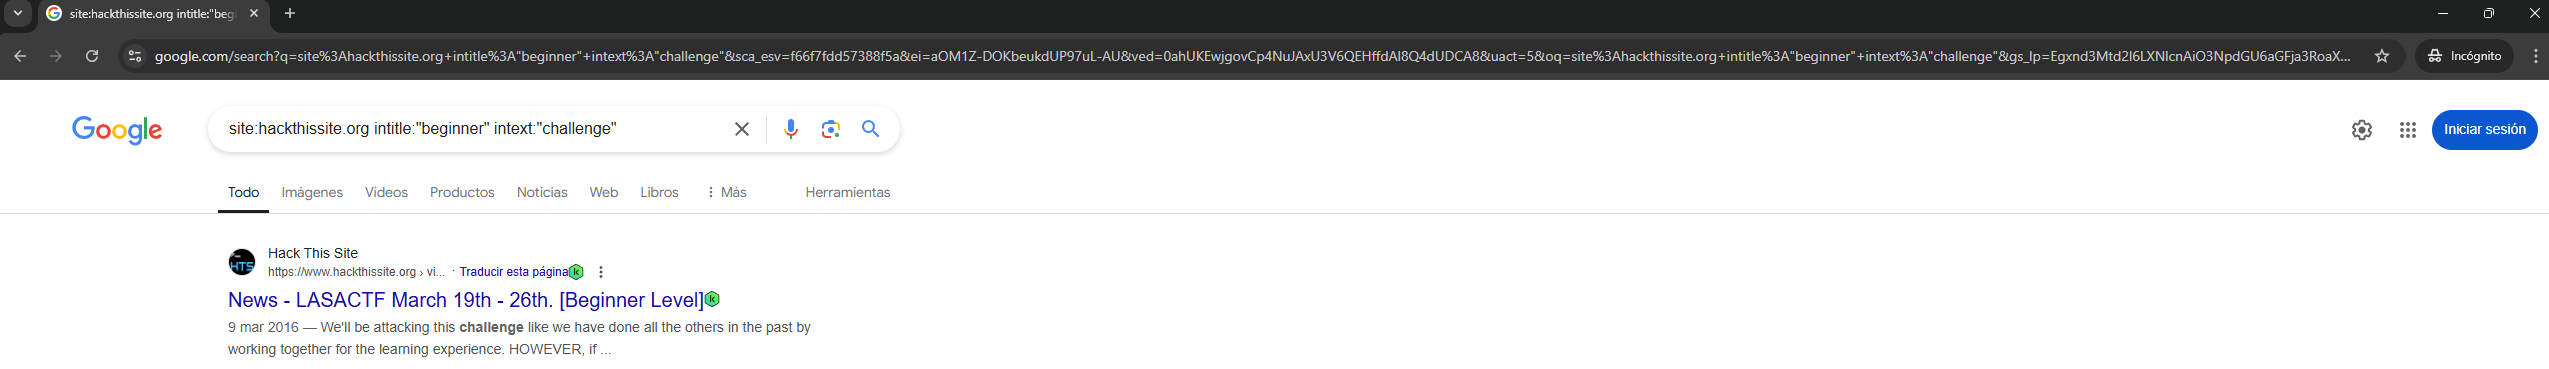 site:hackthissite.org intitle:"beg
google.com/search?q=site%3Ahackthissite.org+intitle%3A"beginner"+intext%3A"challenge"&sca_esv=f66f7fdd57388f5a&ei=aOM1Z-DOKbeukdUP97uL-AU&ved=0ahUKEwjgovCp4NuJAxU3V6QEHffdAl8Q4dUDCA8&uact=5&oq=site%3Ahackthissite.org+intitle%3A"beginner"+intext%3A"challenge"&gs_lp=Egxnd3Mtd2l6LXNlcnAiO3NpdGU6aGFja3RoaX...
Incógnito
Google
site:hackthissite.org intitle:"beginner" intext:"challenge"
Iniciar sesión
Todo Imágenes Videos Productos Noticias Web Libros Más Herramientas
HTS
Hack This Site
https://www.hackthissite.org › vi... · Traducir esta página
News - LASACTF March 19th - 26th. [Beginner Level]
9 mar 2016 — We'll be attacking this challenge like we have done all the others in the past by
working together for the learning experience. HOWEVER, if ...